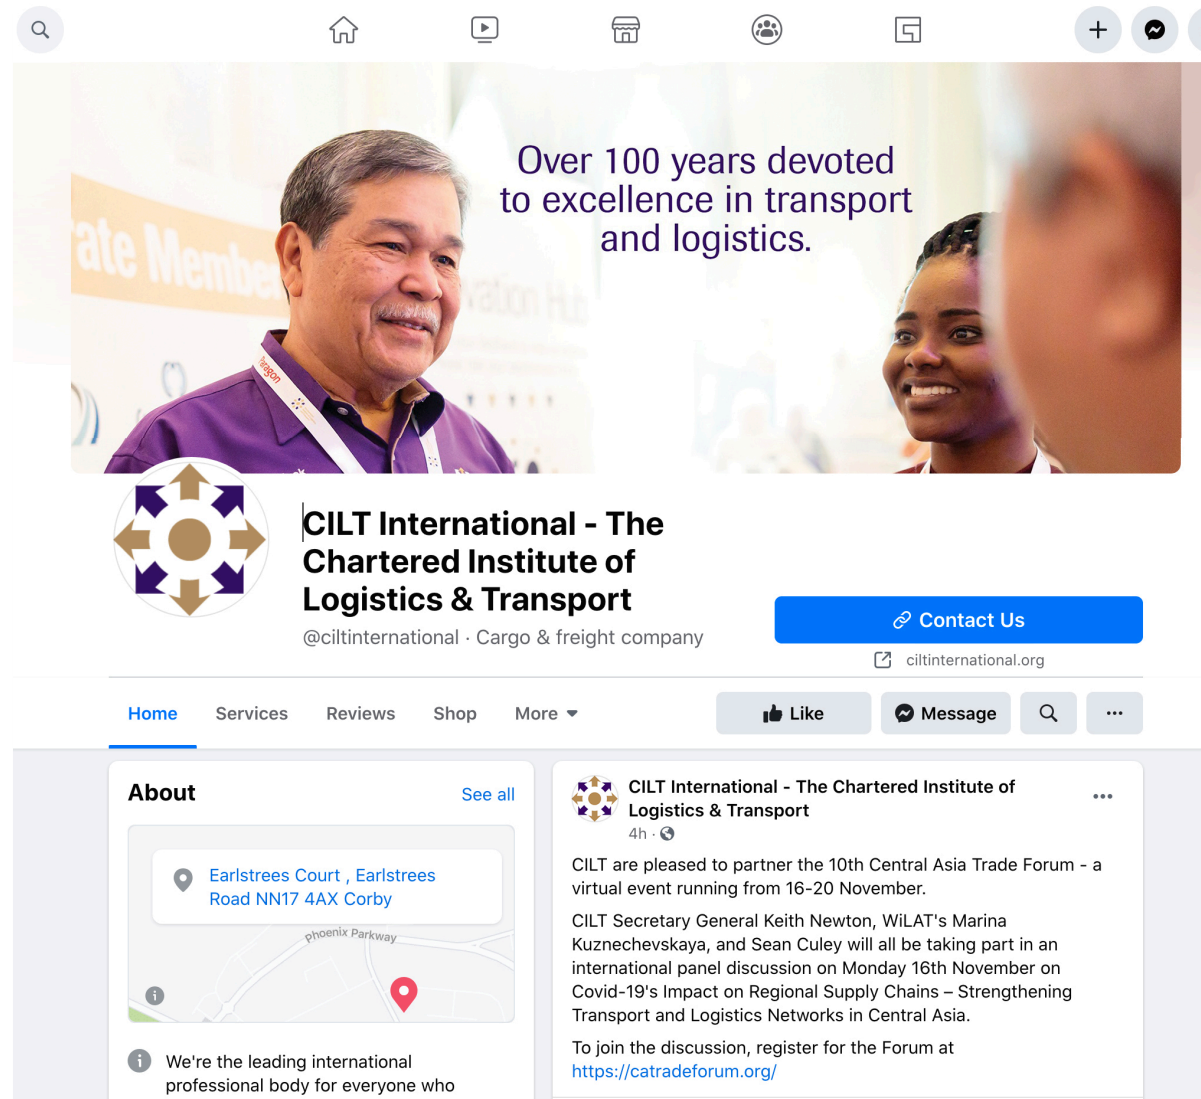 Over 100 years devoted
to excellence in transport
and logistics.
rate Member
vation Hu
Paragon
CILT International - The
Chartered Institute of
Logistics & Transport
@ciltinternational · Cargo & freight company
Contact Us
ciltinternational.org
Home Services Reviews Shop More
Like Message
About See all
Earlstrees Court , Earlstrees
Road NN17 4AX Corby
Phoenix Parkway
We're the leading international
professional body for everyone who
CILT International - The Chartered Institute of
Logistics & Transport
4h ·
CILT are pleased to partner the 10th Central Asia Trade Forum - a
virtual event running from 16-20 November.
CILT Secretary General Keith Newton, WiLAT's Marina
Kuznechevskaya, and Sean Culey will all be taking part in an
international panel discussion on Monday 16th November on
Covid-19's Impact on Regional Supply Chains – Strengthening
Transport and Logistics Networks in Central Asia.
To join the discussion, register for the Forum at
https://catradeforum.org/